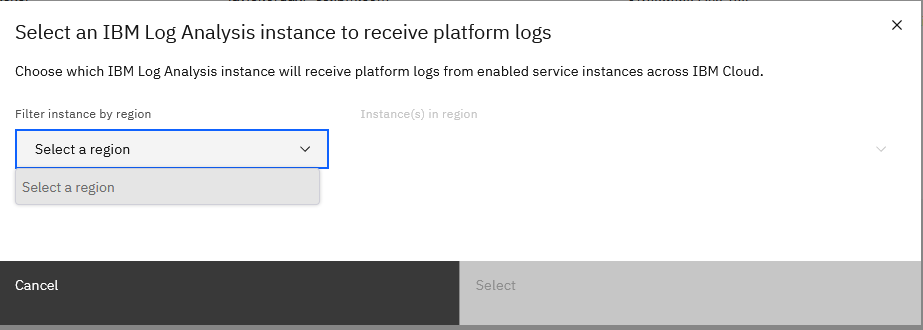 Select an IBM Log Analysis instance to receive platform logs
Choose which IBM Log Analysis instance will receive platform logs from enabled service instances across IBM Cloud.
Filter instance by region
Instance(s) in region
Select a region
Select a region
Cancel
Select